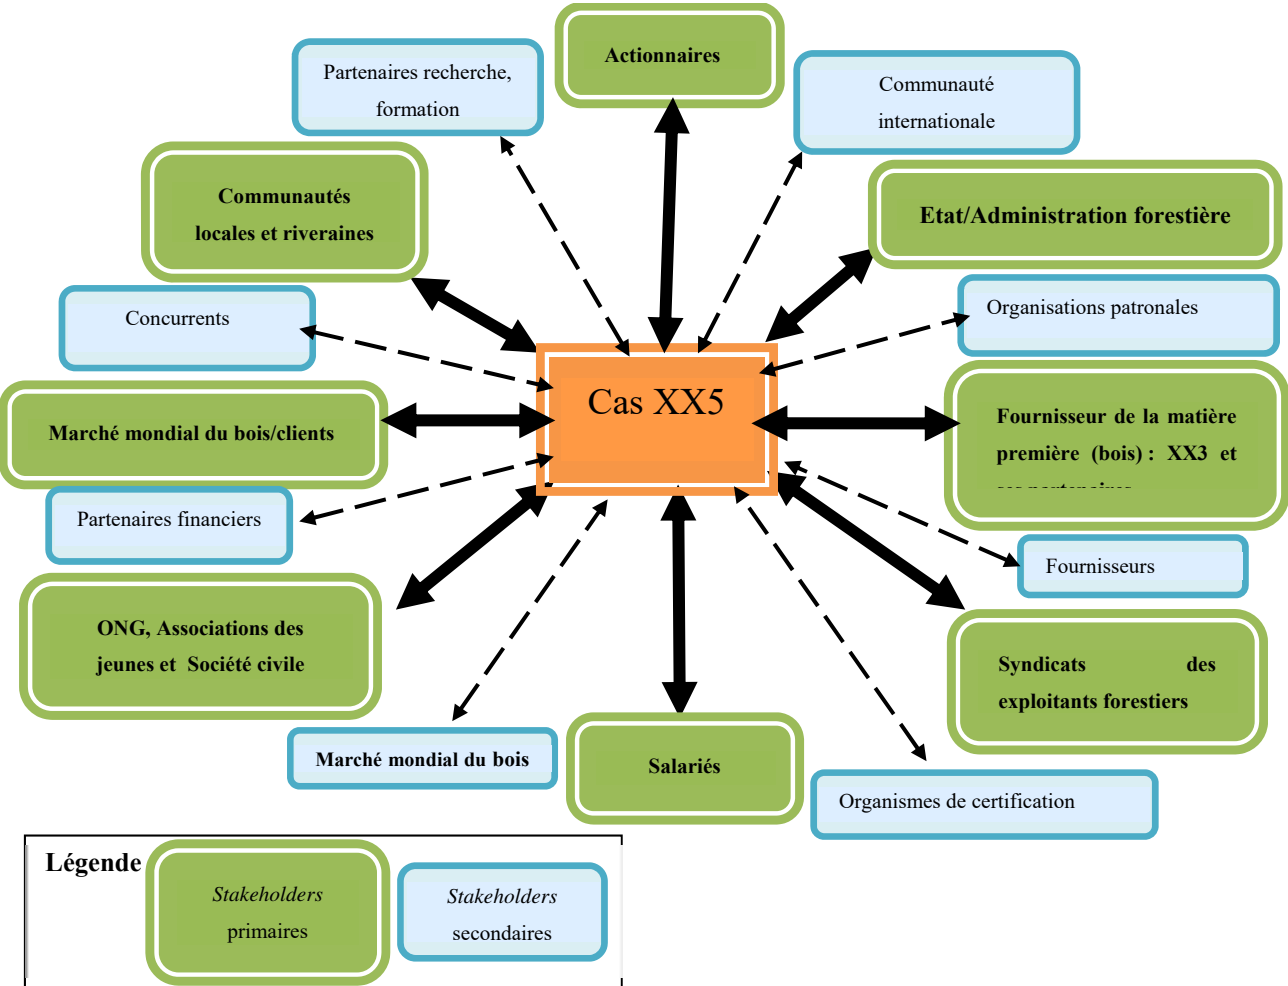 Actionnaires
Partenaires recherche,
formation
Communauté
internationale
Communautés
locales et riveraines
Etat/Administration forestière
Concurrents
Organisations patronales
Cas XX5
Marché mondial du bois/clients
Fournisseur de la matière
première (bois) : XX3 et
Partenaires financiers
Fournisseurs
ONG, Associations des
jeunes et Société civile
Syndicats des
exploitants forestiers
Marché mondial du bois
Salariés
Organismes de certification
Légende
Stakeholders
primaires
Stakeholders
secondaires